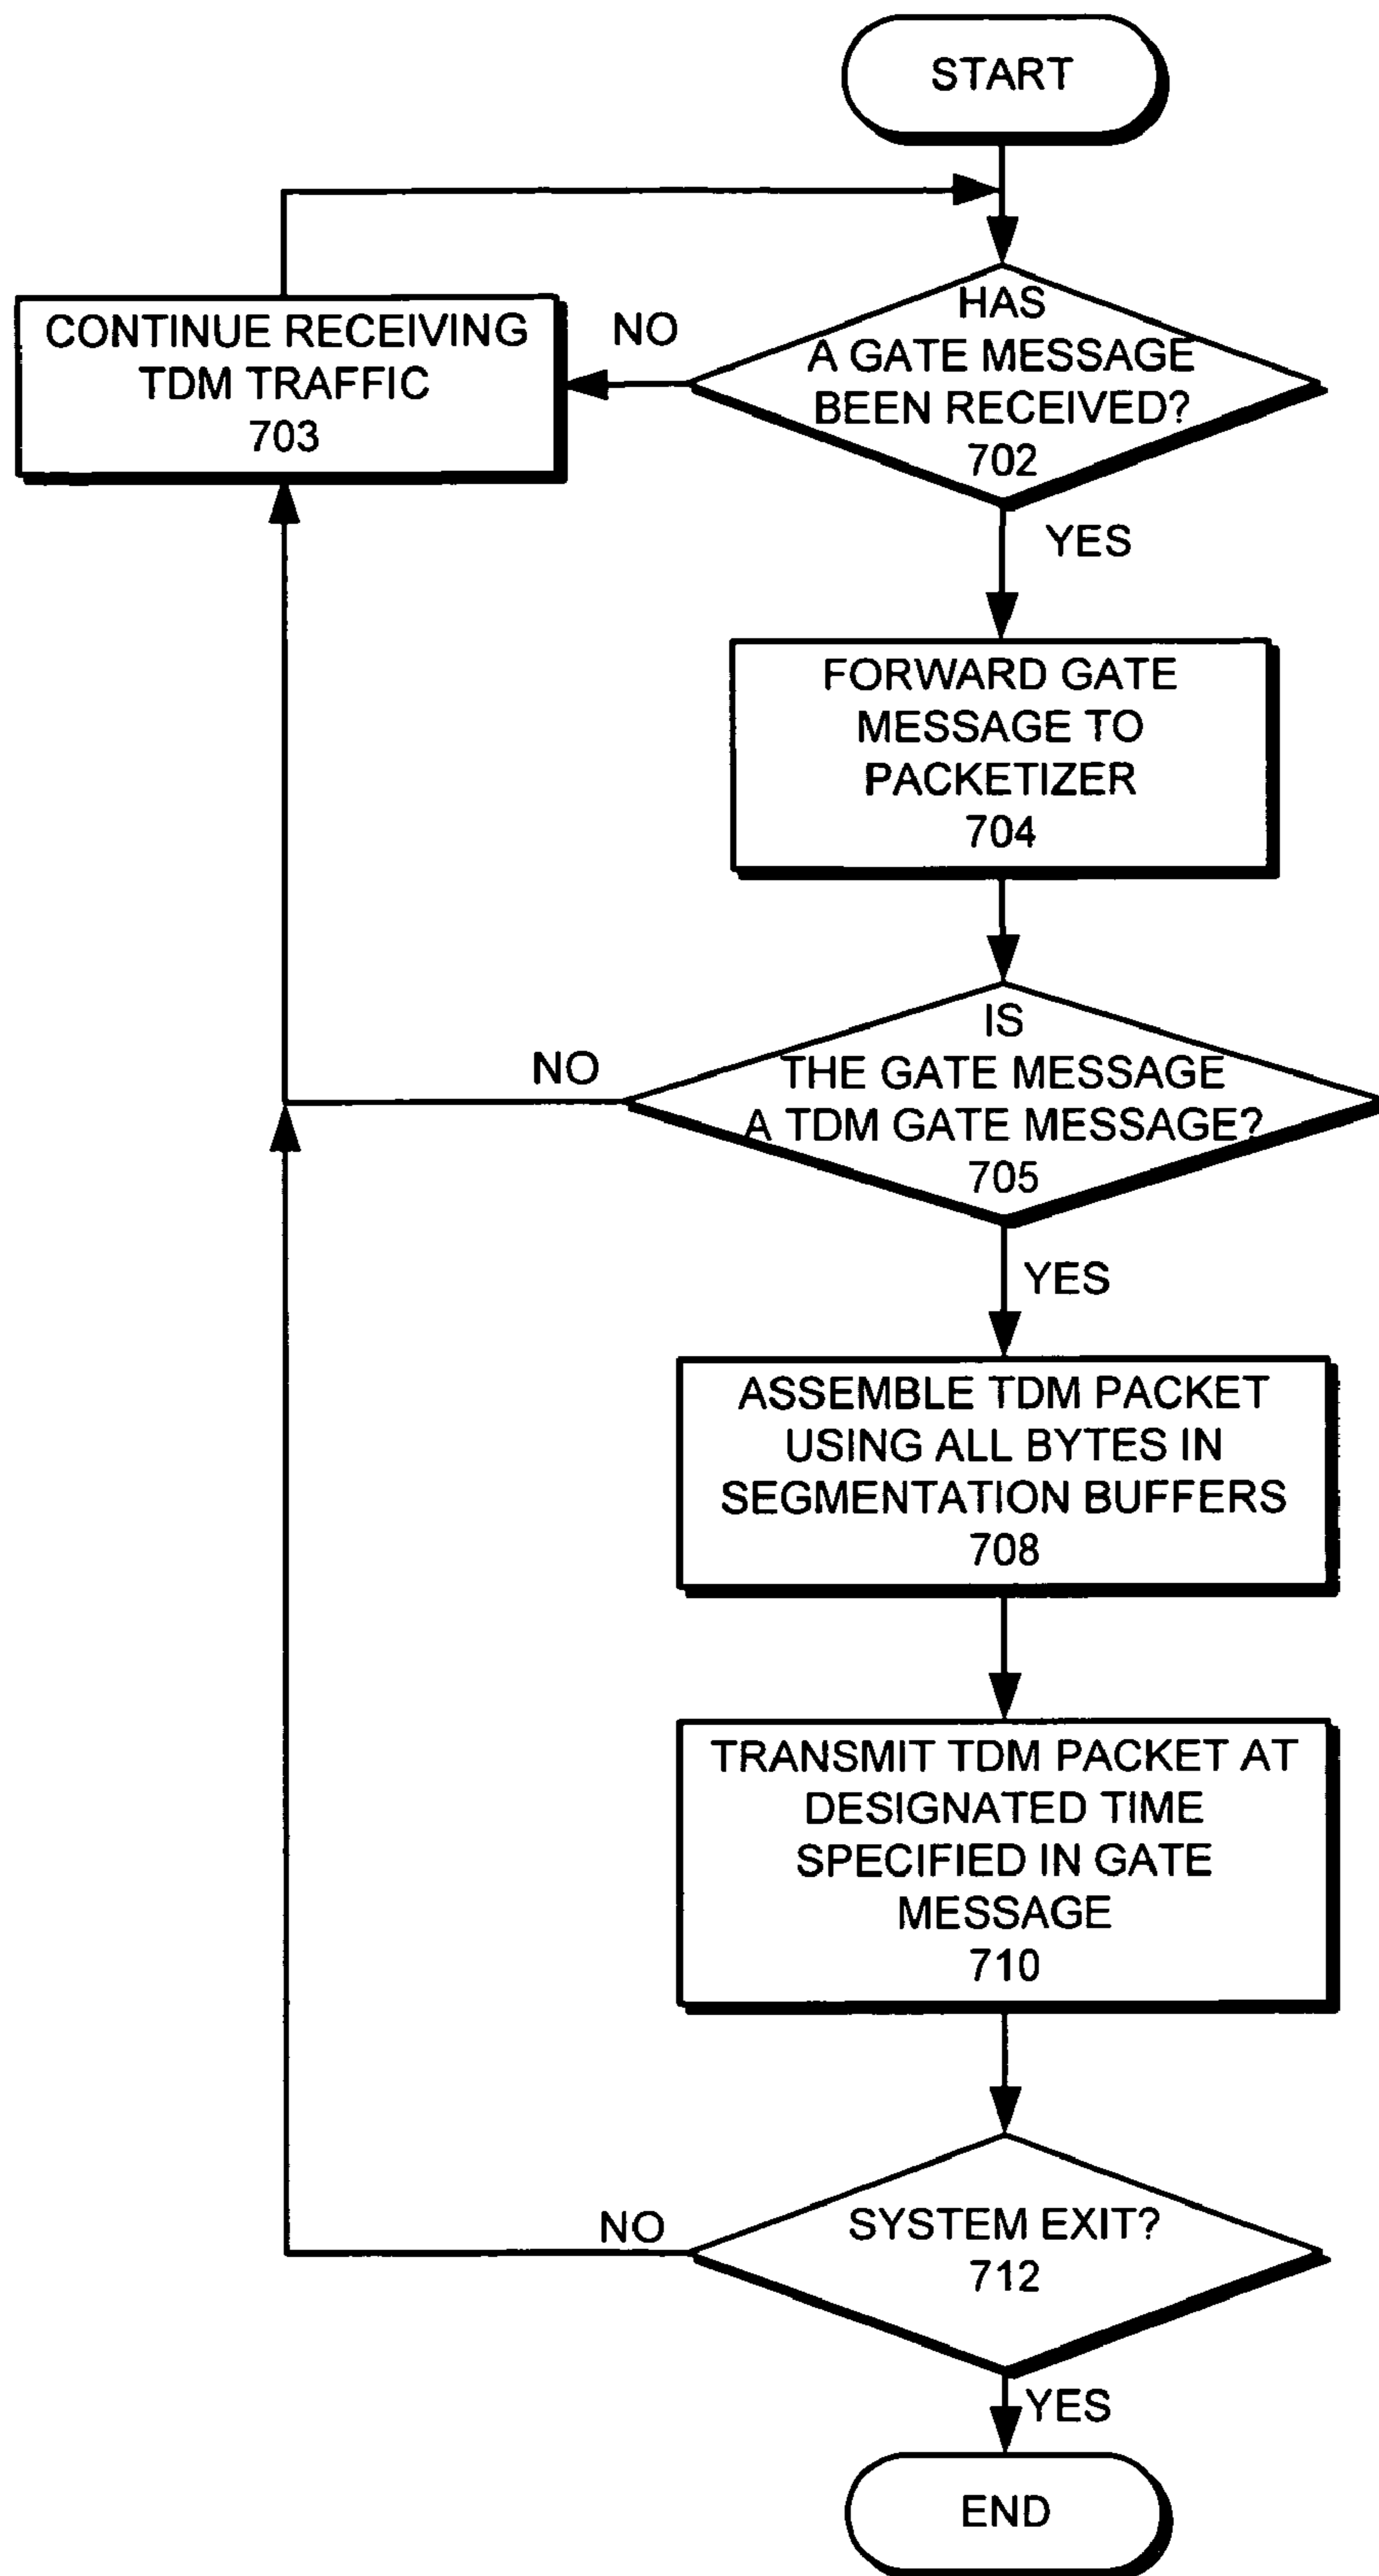 START
HAS
A GATE MESSAGE
BEEN RECEIVED?
702
NO
CONTINUE RECEIVING
TDM TRAFFIC
703
YES
FORWARD GATE
MESSAGE TO
PACKETIZER
704
IS
THE GATE MESSAGE
A TDM GATE MESSAGE?
705
NO
YES
ASSEMBLE TDM PACKET
USING ALL BYTES IN
SEGMENTATION BUFFERS
708
TRANSMIT TDM PACKET AT
DESIGNATED TIME
SPECIFIED IN GATE
MESSAGE
710
SYSTEM EXIT?
712
NO
YES
END